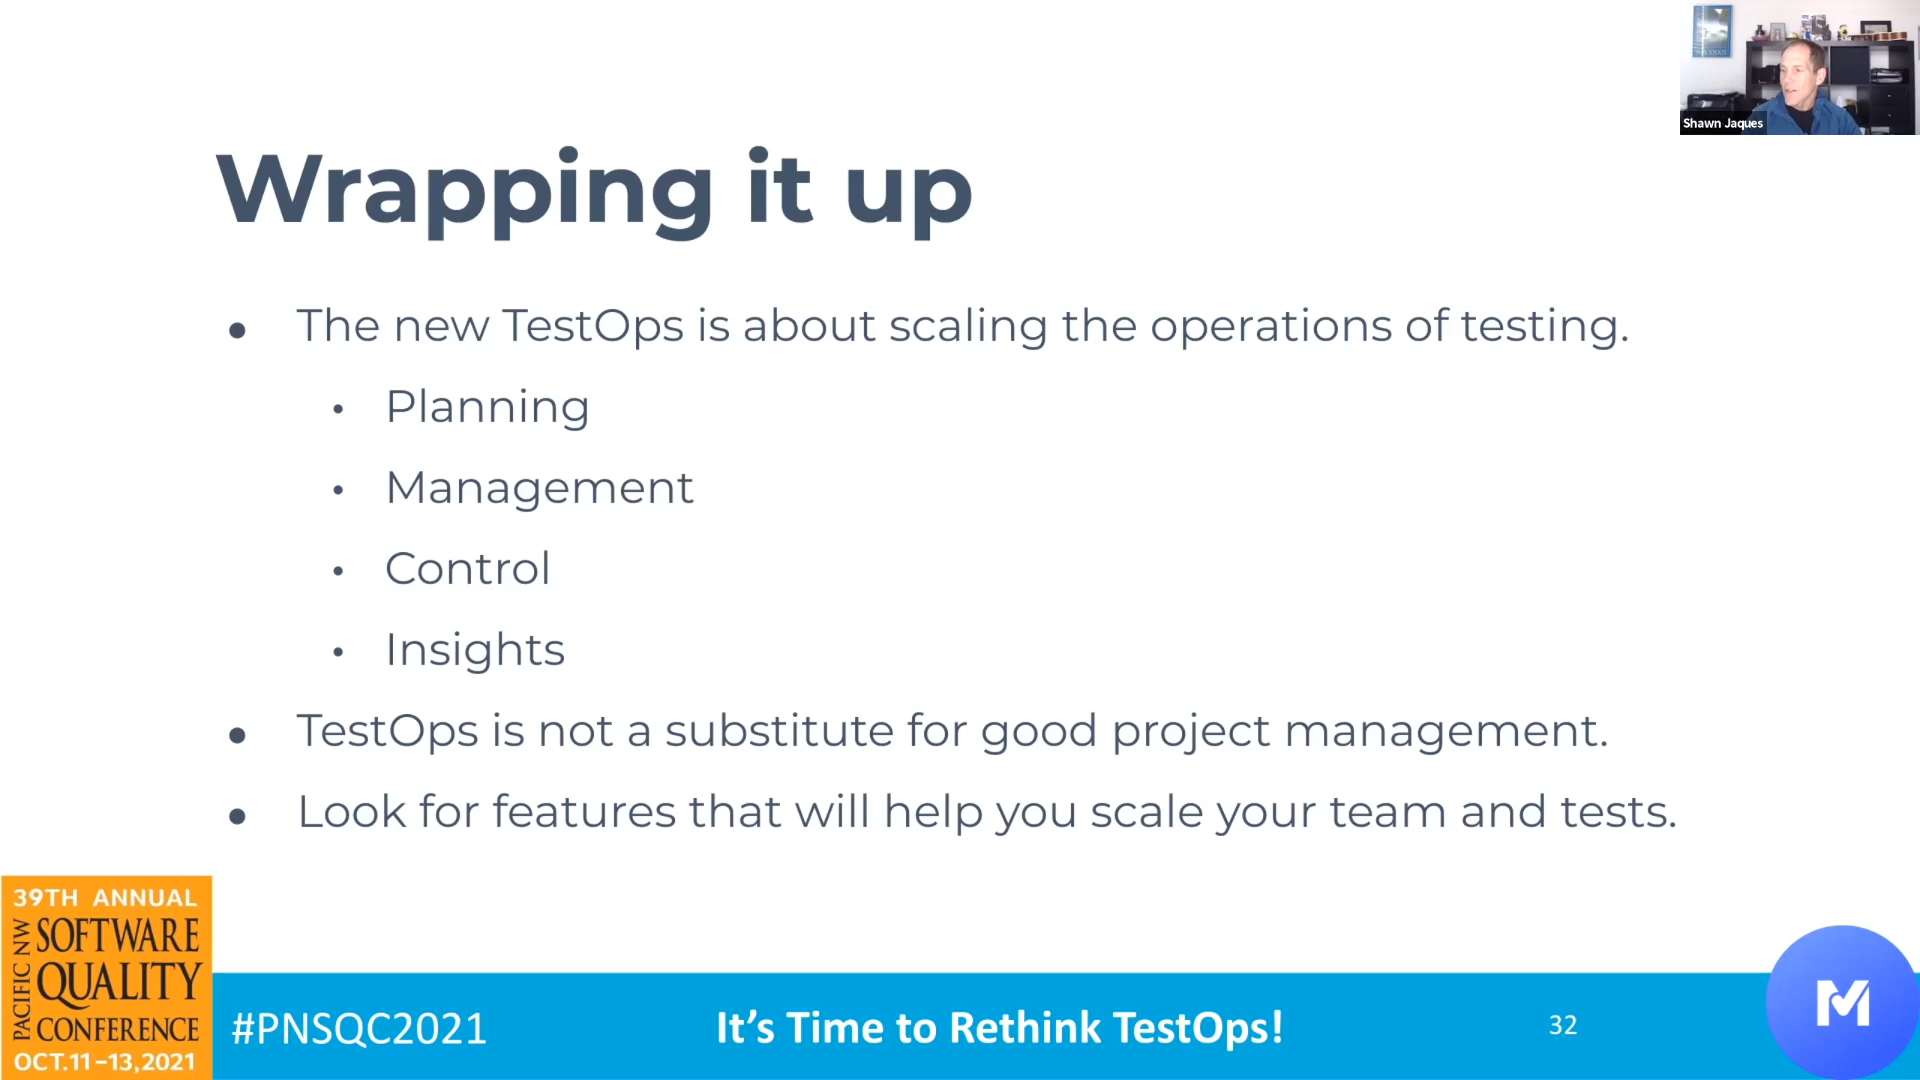 Shawn Jaques
Wrapping it up
• The new TestOps is about scaling the operations of testing.
• Planning
• Management
• Control
• Insights
• TestOps is not a substitute for good project management.
• Look for features that will help you scale your team and tests.
39TH ANNUAL
PACIFIC NW
SOFTWARE
QUALITY
CONFERENCE
OCT.11–13,2021
#PNSQC2021
It's Time to Rethink TestOps!
32
M